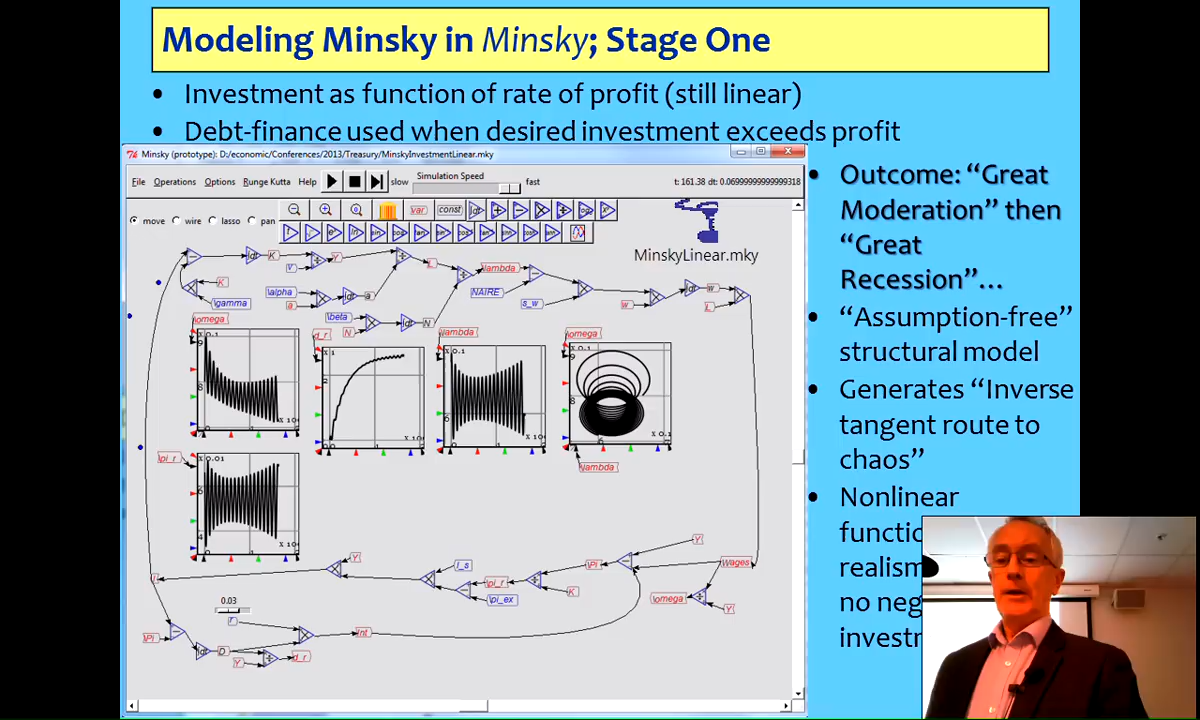 Modeling Minsky in Minsky; Stage One
• Investment as function of rate of profit (still linear)
• Debt-finance used when desired investment exceeds profit
Minsky (prototype): D:/economic/Conferences/2013/Treasury/MinskyInvestmentLinear.mky
File Operations Options Runge Kutta Help slow Simulation Speed fast t: 161.38 dt: 0.06999999999999318
move wire lasso pan
var const
MinskyLinear.mky
K Y L lambda
v
K
\gamma
\alpha
a
a
NAIRE
s_w
w
w
L
\beta
N
N
\omega
d_r
\lambda
\omega
\lambda
\pi_r
Y
I_s
\pi_r
\pi_ex
K
\Pi
Y
Wages
\omega
Y
I
0.03
r
\Pi
Int
D
Y
d_r
• Outcome: “Great
Moderation” then
“Great
Recession”…
• “Assumption-free”
structural model
• Generates “Inverse
tangent route to
chaos”
• Nonlinear
functio
realism
no neg
investm